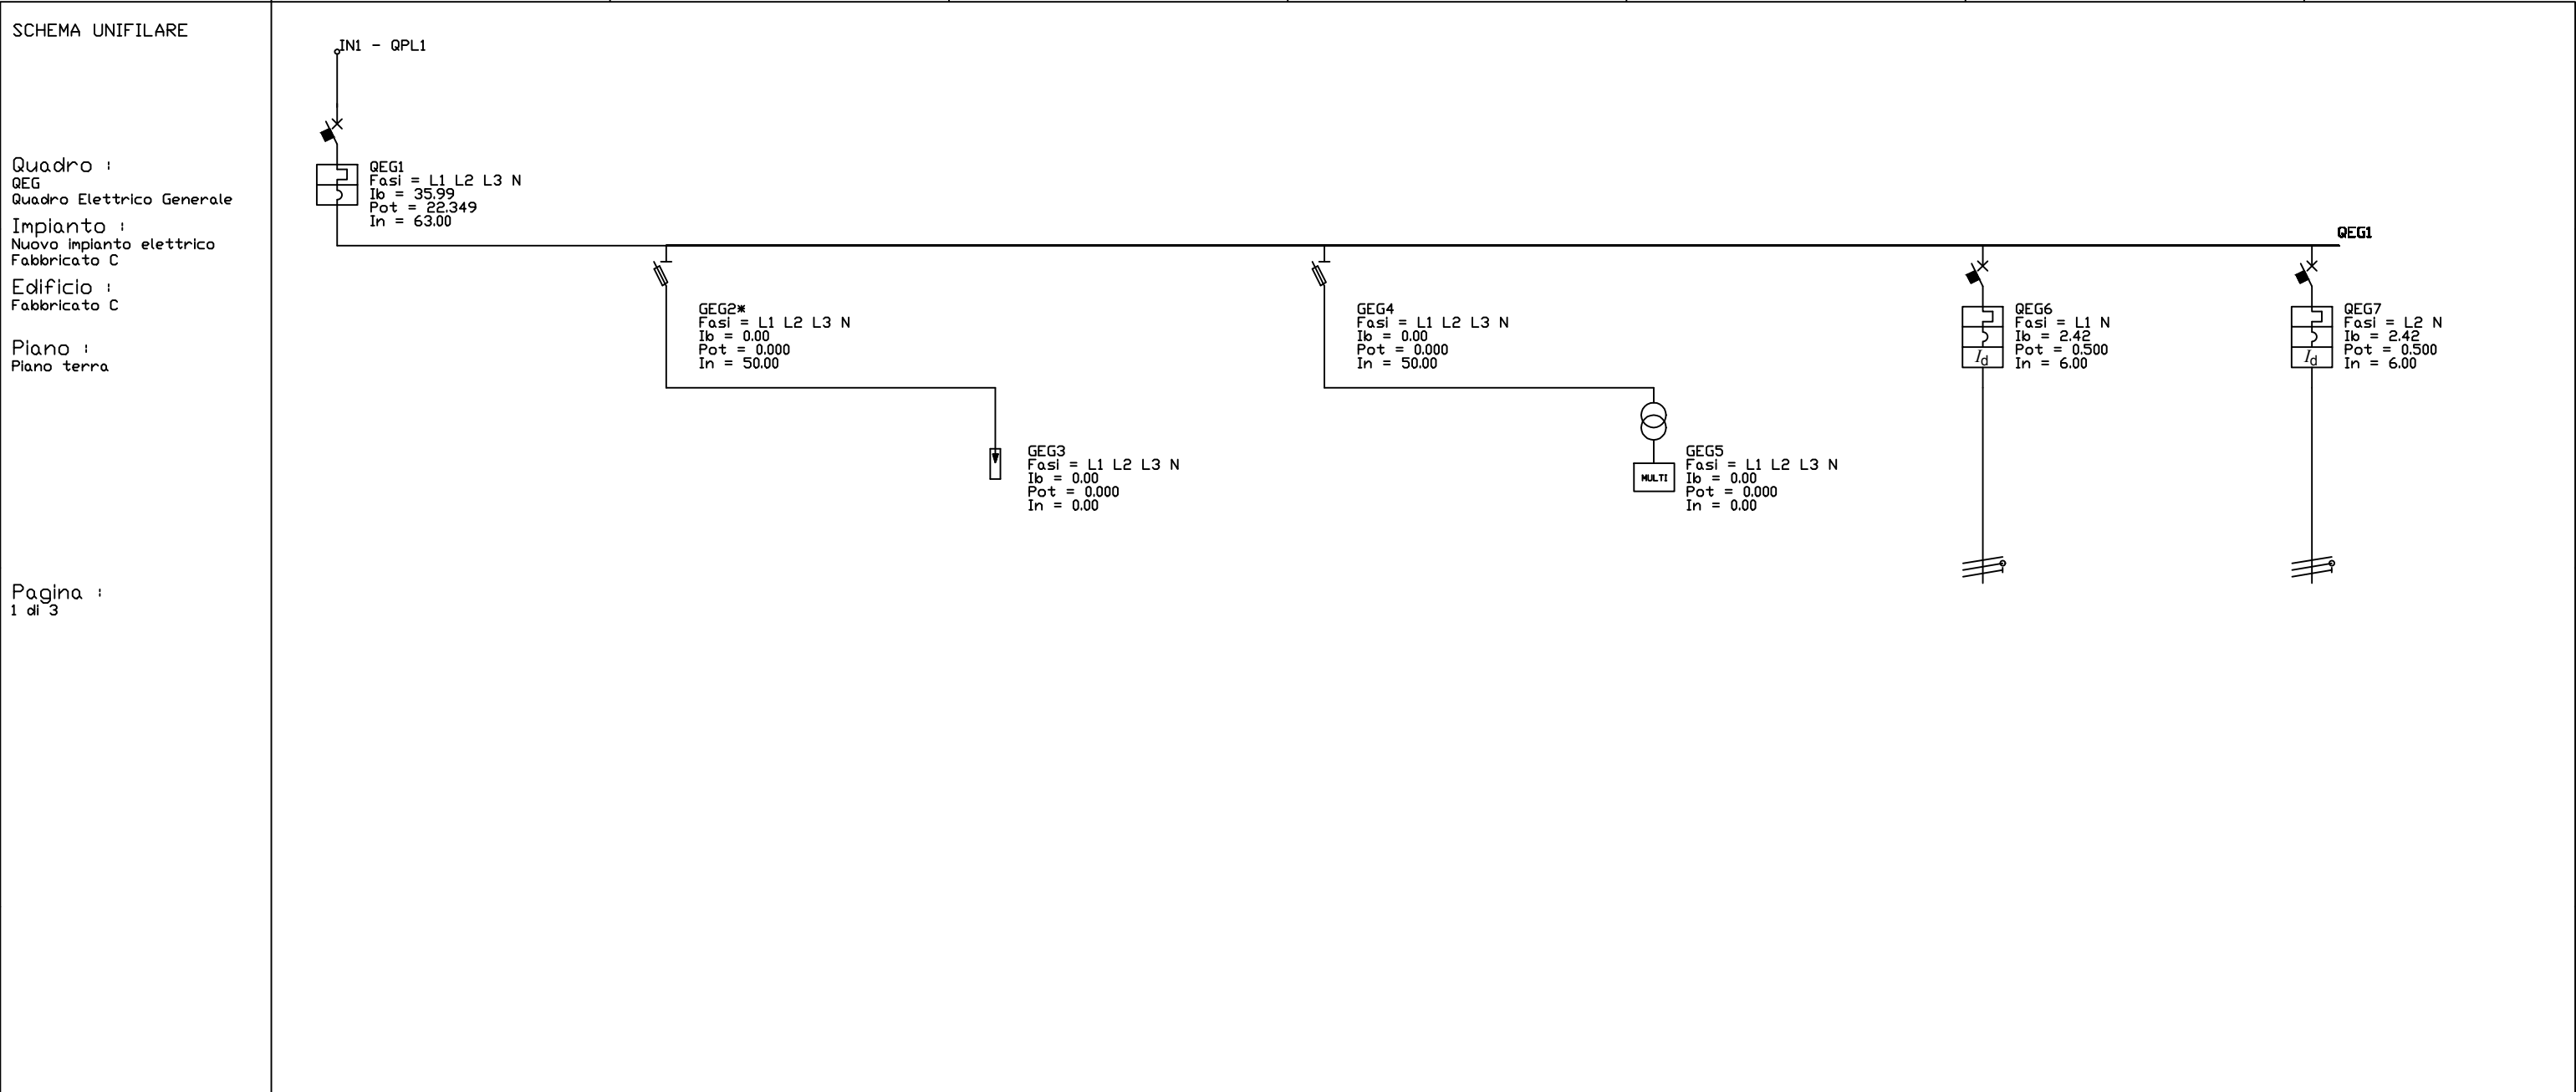 SCHEMA UNIFILARE
Quadro :
QEG
Quadro Elettrico Generale
Impianto :
Nuovo impianto elettrico
Fabbricato C
Edificio :
Fabbricato C
Piano :
Piano terra
Pagina :
1 di 3
IN1 - QPL1
QEG1
Fasi = L1 L2 L3 N
Ib = 35.99
Pot = 22.349
In = 63.00
QEG1
GEG2*
Fasi = L1 L2 L3 N
Ib = 0.00
Pot = 0.000
In = 50.00
GEG3
Fasi = L1 L2 L3 N
Ib = 0.00
Pot = 0.000
In = 0.00
GEG4
Fasi = L1 L2 L3 N
Ib = 0.00
Pot = 0.000
In = 50.00
MULTI
GEG5
Fasi = L1 L2 L3 N
Ib = 0.00
Pot = 0.000
In = 0.00
Id
QEG6
Fasi = L1 N
Ib = 2.42
Pot = 0.500
In = 6.00
Id
QEG7
Fasi = L2 N
Ib = 2.42
Pot = 0.500
In = 6.00